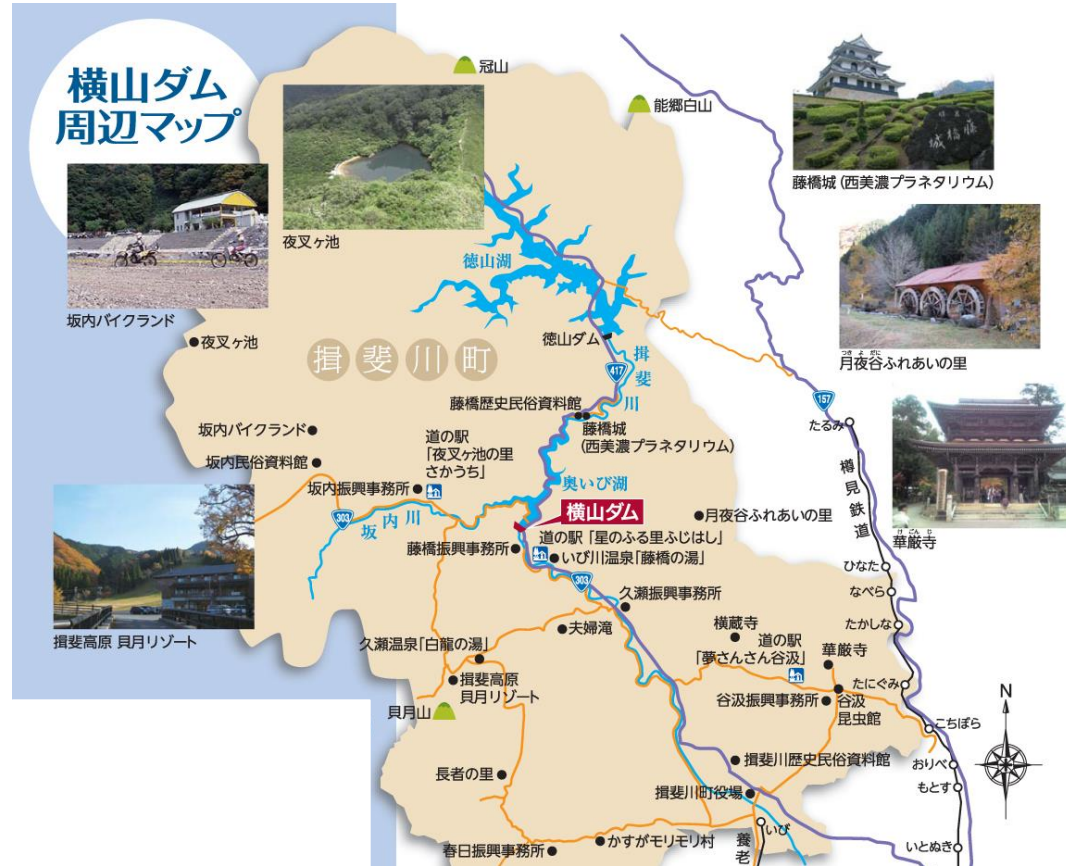 横山ダム
周辺マップ
冠山
能郷白山
夜叉ヶ池
坂内バイクランド
藤橋城
藤橋城(西美濃プラネタリウム)
つきよだに
月夜谷ふれあいの里
けごんじ
華厳寺
徳山湖
徳山ダム
揖斐川
417
157
夜叉ヶ池
揖斐川町
藤橋歴史民俗資料館
藤橋城
(西美濃プラネタリウム)
たるみ
樽見鉄道
坂内バイクランド
坂内民俗資料館
道の駅
「夜叉ヶ池の里
さかうち」
坂内振興事務所
奥いび湖
横山ダム
月夜谷ふれあいの里
303
坂内川
藤橋振興事務所
道の駅「星のふる里ふじはし」
いび川温泉「藤橋の湯」
303
ひなた
なべら
久瀬振興事務所
揖斐高原 貝月リゾート
夫婦滝
横蔵寺
たかしな
久瀬温泉「白龍の湯」
道の駅
「夢さんさん谷汲」
華厳寺
揖斐高原
貝月リゾート
貝月山
谷汲振興事務所
谷汲
昆虫館
たにぐみ
N
こちぼら
長者の里
揖斐川歴史民俗資料館
おりべ
もとす
揖斐川町役場
いび
養老
かすがモリモリ村
春日振興事務所
いとぬき